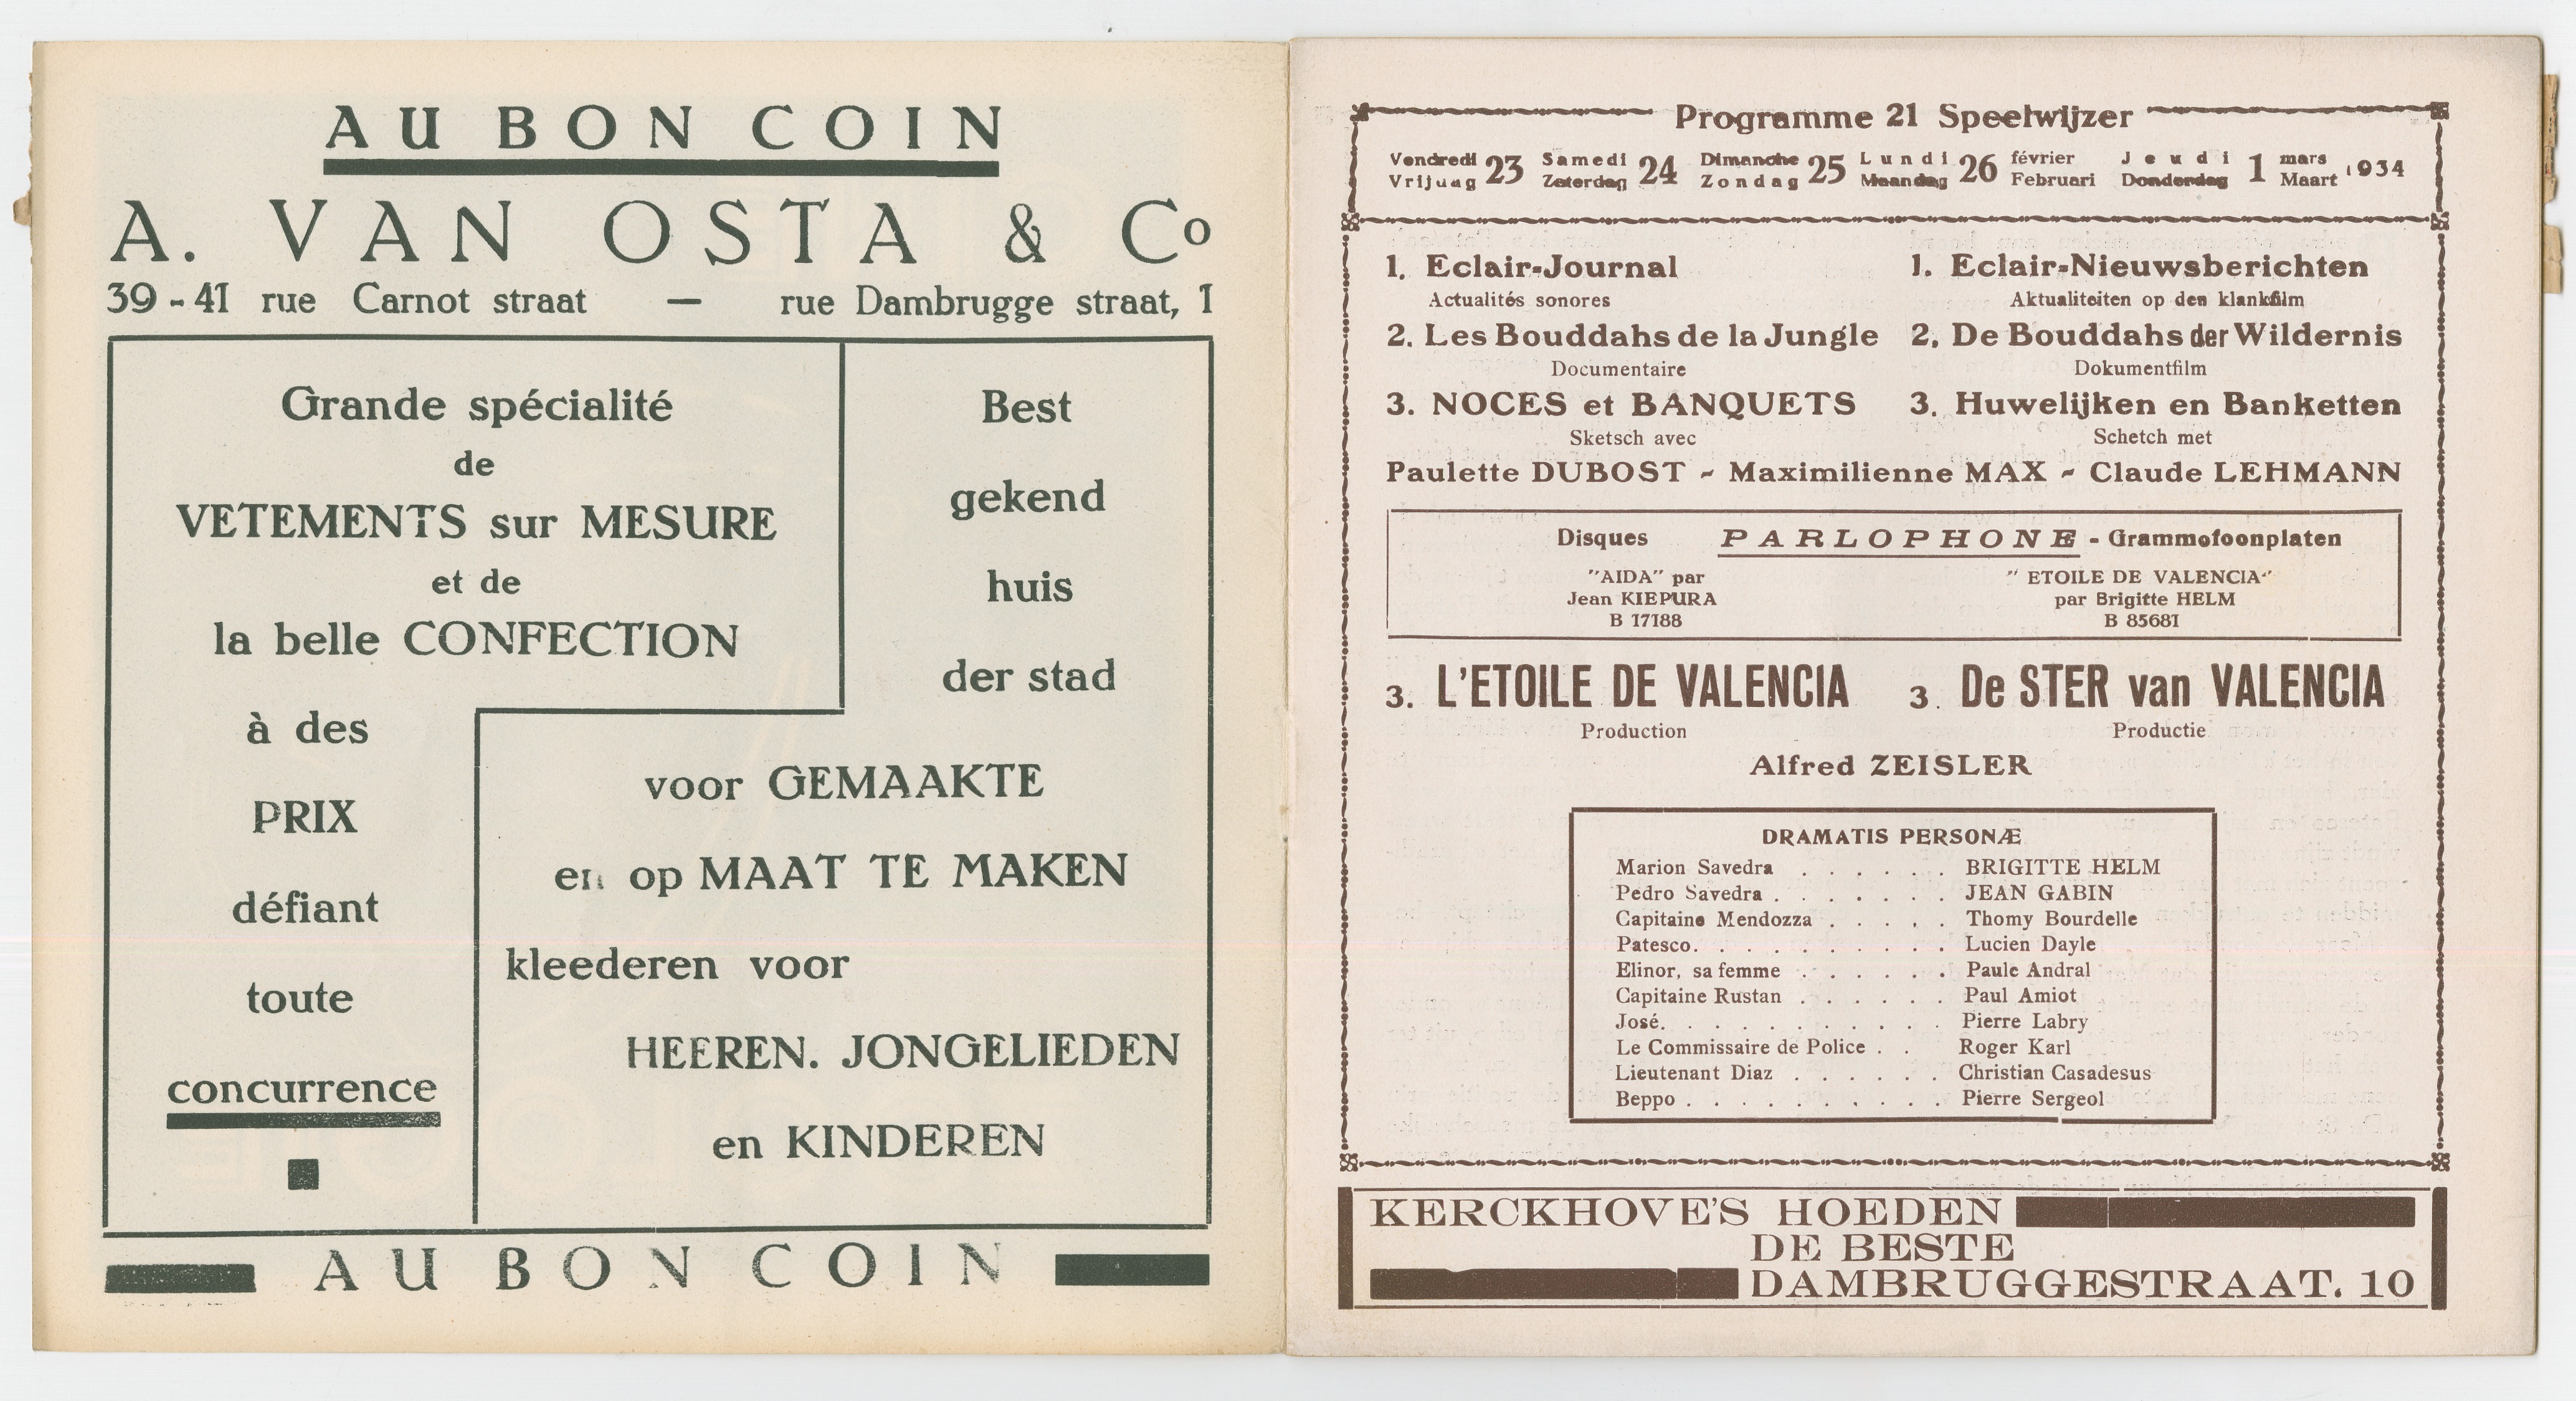 AU BON COIN
A. VAN OSTA & Co
39-41 rue Carnot straat — rue Dambrugge straat, 1
Grande spécialité
de
VETEMENTS sur MESURE
et de
la belle CONFECTION
à des
PRIX
défiant
toute
concurrence
Best
gekend
huis
der stad
voor GEMAAKTE
en op MAAT TE MAKEN
kleederen voor
HEEREN. JONGELIEDEN
en KINDEREN
AU BON COIN
Programme 21 Speelwijzer
Vendredi 23 Samedi 24 Dimanche 25 Lundi 26 février Jeudi 1 mars 1934
Vrijuag Zaterdag Zondag Maandag Februari Donderdag Maart
1. Eclair-Journal
Actualités sonores
2. Les Bouddahs de la Jungle
Documentaire
3. NOCES et BANQUETS
Sketsch avec
1. Eclair-Nieuwsberichten
Aktualiteiten op den klankfilm
2. De Bouddahs der Wildernis
Dokumentfilm
3. Huwelijken en Banketten
Schetch met
Paulette DUBOST - Maximilienne MAX - Claude LEHMANN
Disques PARLOPHONE - Grammofoonplaten
"AIDA" par
Jean KIEPURA
B 17188
" ETOILE DE VALENCIA"
par Brigitte HELM
B 85681
3. L'ETOILE DE VALENCIA
Production
3. De STER van VALENCIA
Productie
Alfred ZEISLER
DRAMATIS PERSONÆ
Marion Savedra . . . . . . BRIGITTE HELM
Pedro Savedra . . . . . . . JEAN GABIN
Capitaine Mendozza . . . . . Thomy Bourdelle
Patesco. . . . . . . . . . Lucien Dayle
Elinor, sa femme . . . . . . Paule Andral
Capitaine Rustan . . . . . . Paul Amiot
José. . . . . . . . . . . Pierre Labry
Le Commissaire de Police . . Roger Karl
Lieutenant Diaz . . . . . . Christian Casadesus
Beppo . . . . . . . . . . Pierre Sergeol
KERCKHOVE'S HOEDEN
DE BESTE
DAMBRUGGESTRAAT. 10